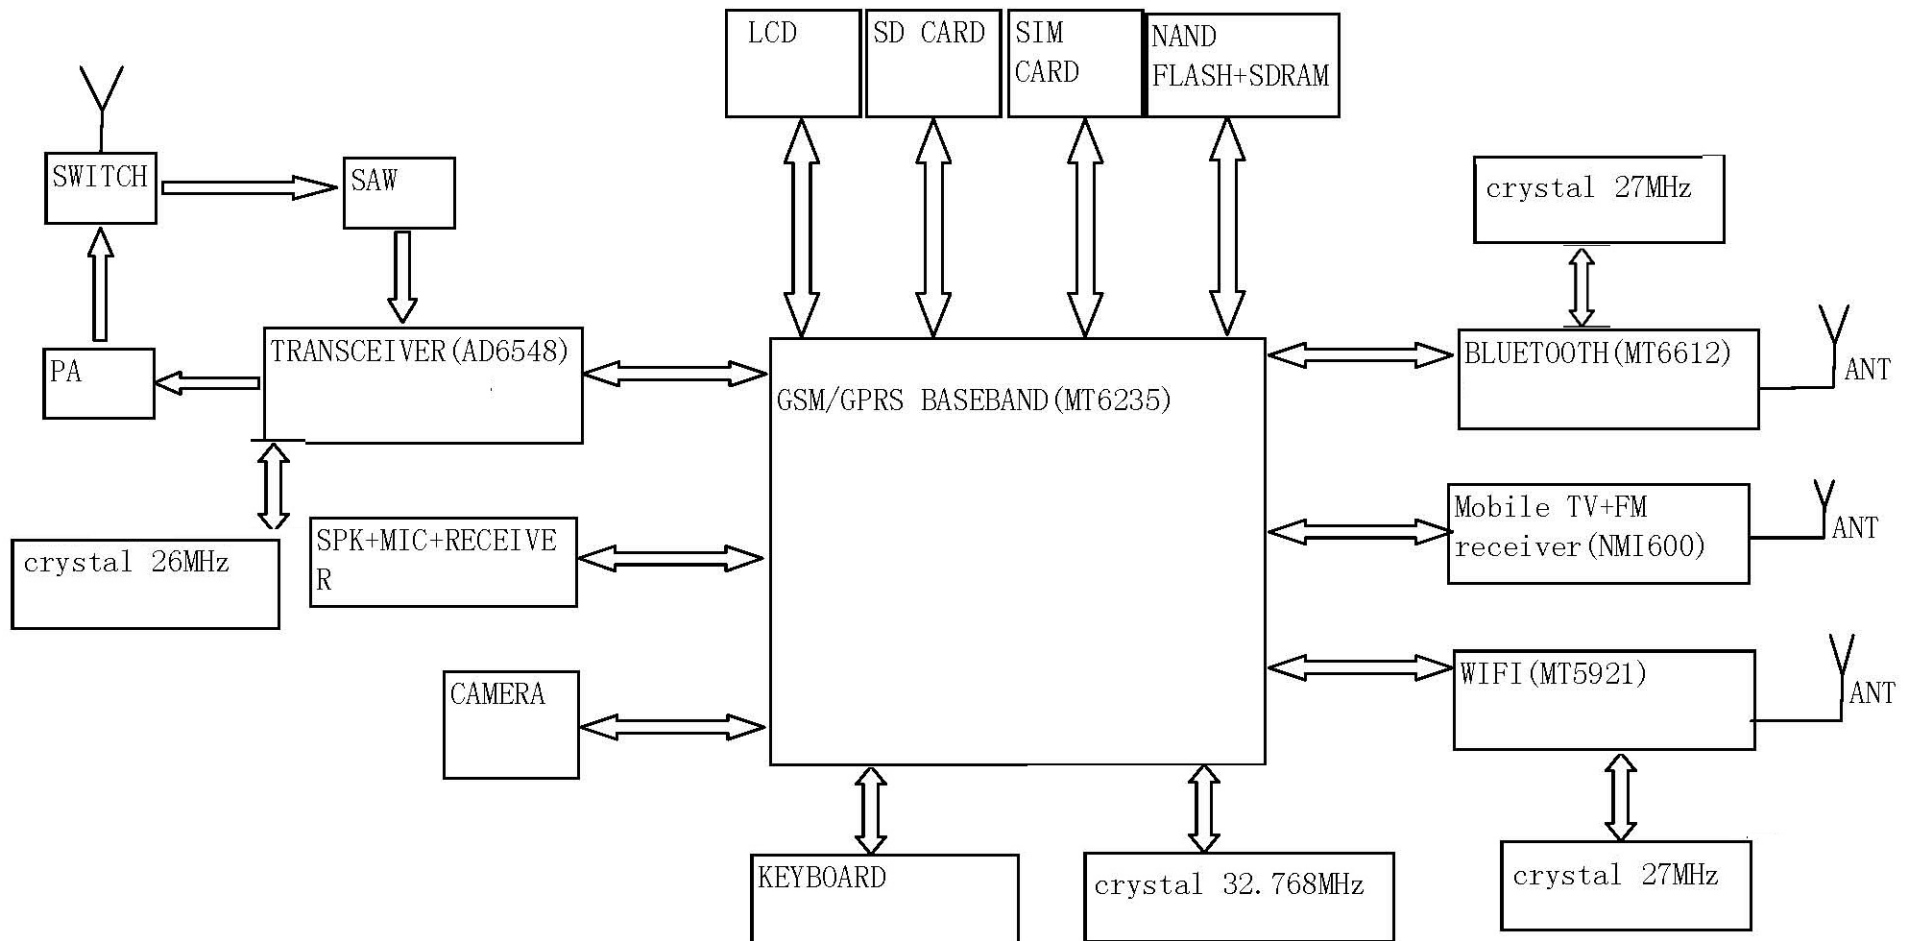 LCD
SD CARD
SIM
CARD
NAND
FLASH+SDRAM
SWITCH
SAW
crystal 27MHz
PA
TRANSCEIVER(AD6548)
GSM/GPRS BASEBAND(MT6235)
BLUETOOTH(MT6612)
ANT
crystal 26MHz
SPK+MIC+RECEIVE
R
Mobile TV+FM
receiver(NMI600)
ANT
CAMERA
WIFI(MT5921)
ANT
KEYBOARD
crystal 32.768MHz
crystal 27MHz